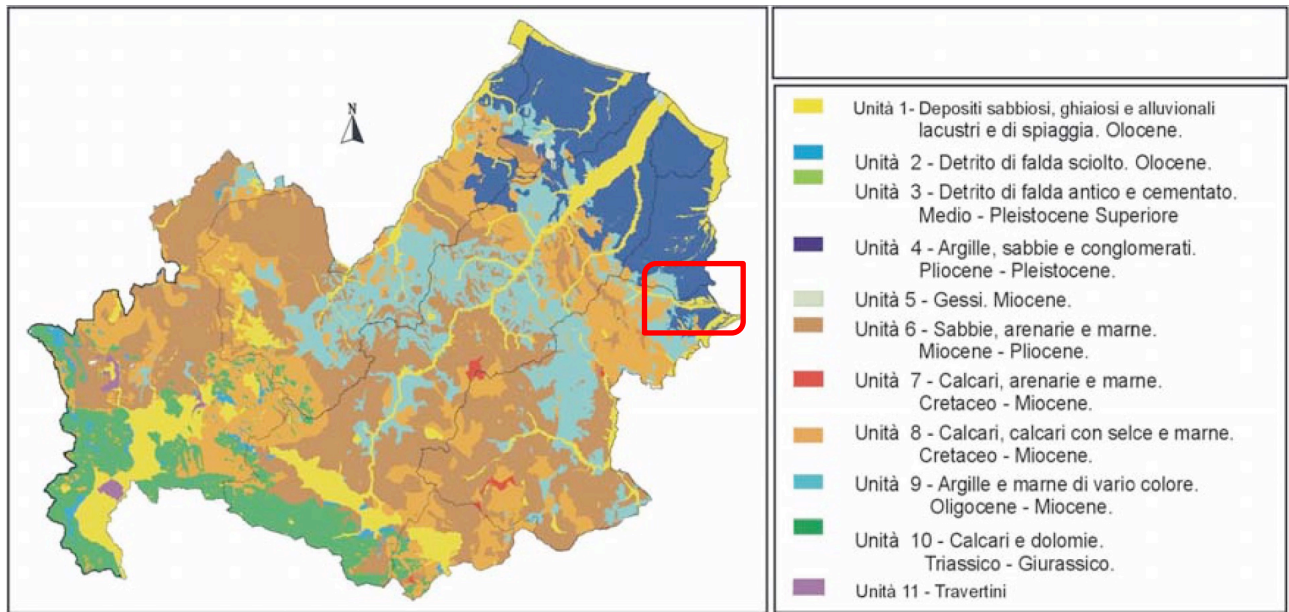 N
Unità 1- Depositi sabbiosi, ghiaiosi e alluvionali
lacustri e di spiaggia. Olocene.
Unità 2 - Detrito di falda sciolto. Olocene.
Unità 3 - Detrito di falda antico e cementato.
Medio - Pleistocene Superiore
Unità 4 - Argille, sabbie e conglomerati.
Pliocene - Pleistocene.
Unità 5 - Gessi. Miocene.
Unità 6 - Sabbie, arenarie e marne.
Miocene - Pliocene.
Unità 7 - Calcari, arenarie e marne.
Cretaceo - Miocene.
Unità 8 - Calcari, calcari con selce e marne.
Cretaceo - Miocene.
Unità 9 - Argille e marne di vario colore.
Oligocene - Miocene.
Unità 10 - Calcari e dolomie.
Triassico - Giurassico.
Unità 11 - Travertini